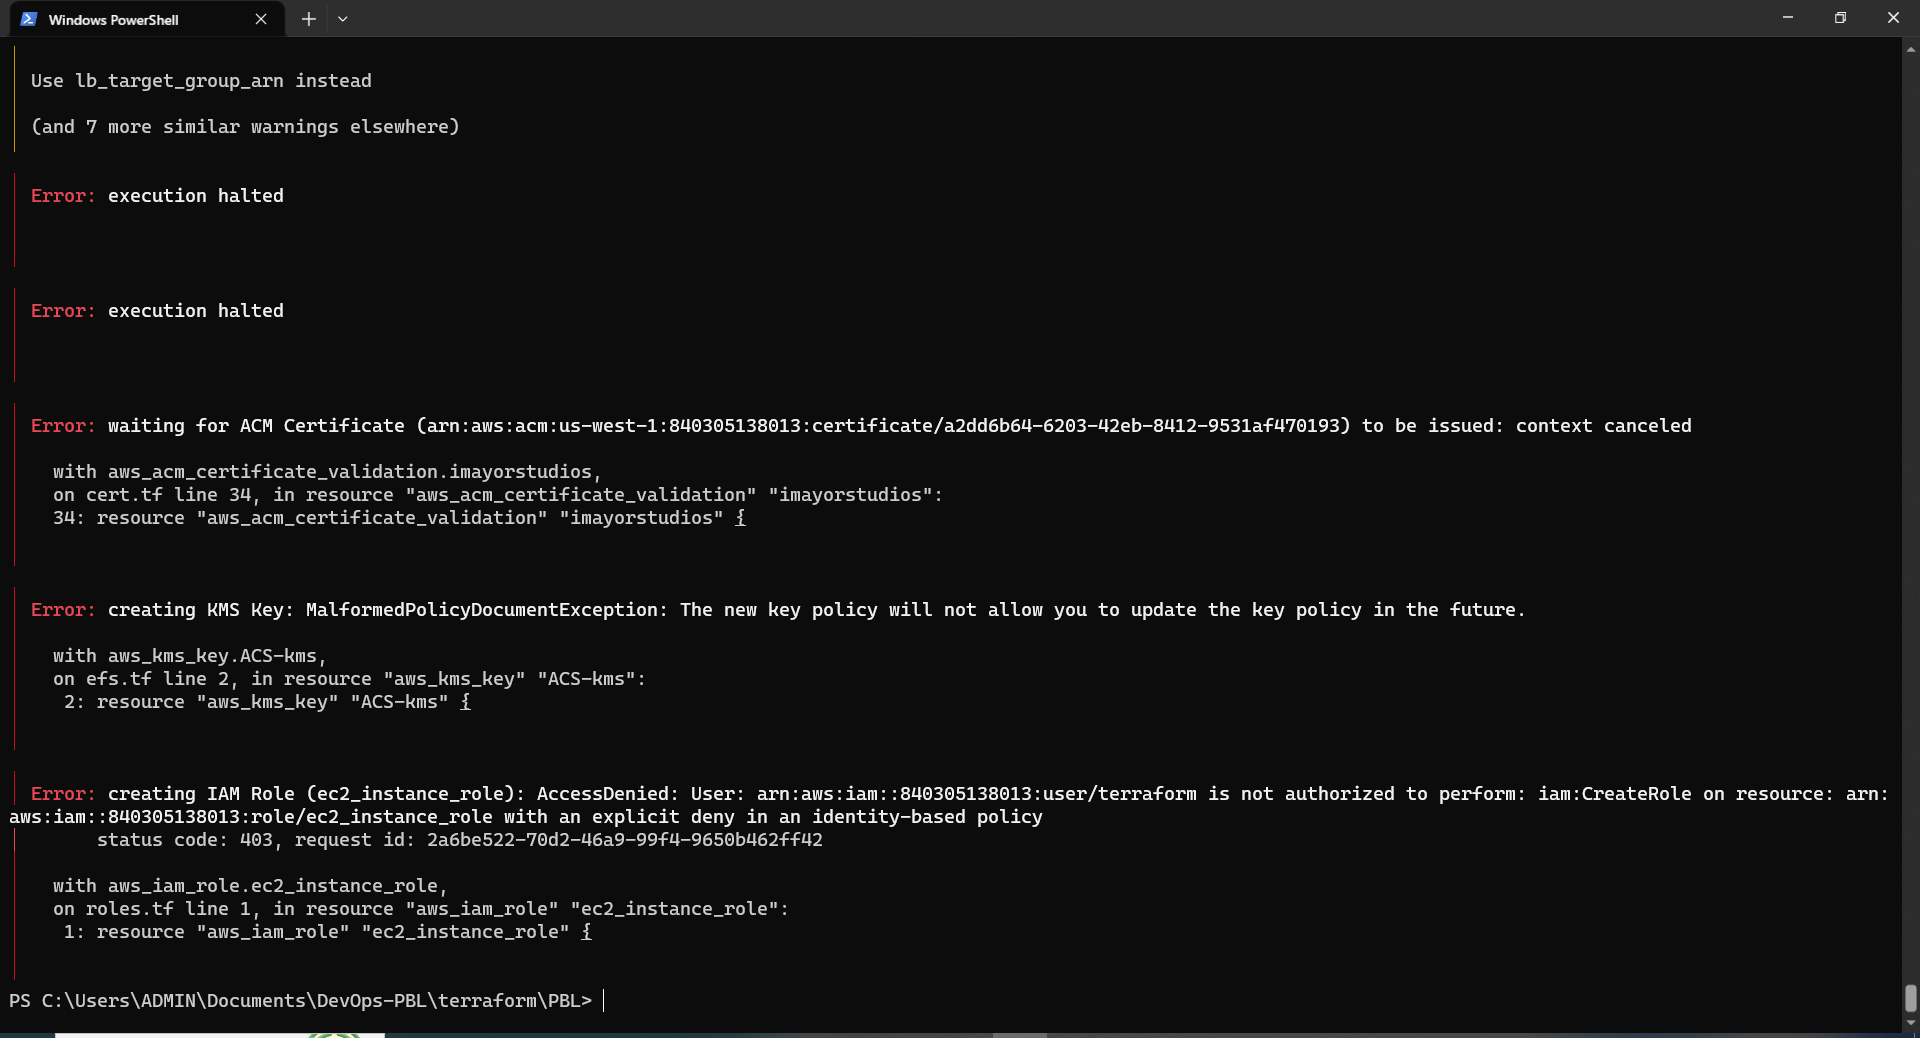 Windows PowerShell
Use lb_target_group_arn instead
(and 7 more similar warnings elsewhere)
Error: execution halted
Error: execution halted
Error: waiting for ACM Certificate (arn:aws:acm:us-west-1:840305138013:certificate/a2dd6b64-6203-42eb-8412-9531af470193) to be issued: context canceled
with aws_acm_certificate_validation.imayorstudios,
on cert.tf line 34, in resource "aws_acm_certificate_validation" "imayorstudios":
34: resource "aws_acm_certificate_validation" "imayorstudios" {
Error: creating KMS Key: MalformedPolicyDocumentException: The new key policy will not allow you to update the key policy in the future.
with aws_kms_key.ACS-kms,
on efs.tf line 2, in resource "aws_kms_key" "ACS-kms":
2: resource "aws_kms_key" "ACS-kms" {
Error: creating IAM Role (ec2_instance_role): AccessDenied: User: arn:aws:iam::840305138013:user/terraform is not authorized to perform: iam:CreateRole on resource: arn:
aws:iam::840305138013:role/ec2_instance_role with an explicit deny in an identity-based policy
status code: 403, request id: 2a6be522-70d2-46a9-99f4-9650b462ff42
with aws_iam_role.ec2_instance_role,
on roles.tf line 1, in resource "aws_iam_role" "ec2_instance_role":
1: resource "aws_iam_role" "ec2_instance_role" {
PS C:\Users\ADMIN\Documents\DevOps-PBL\terraform\PBL>